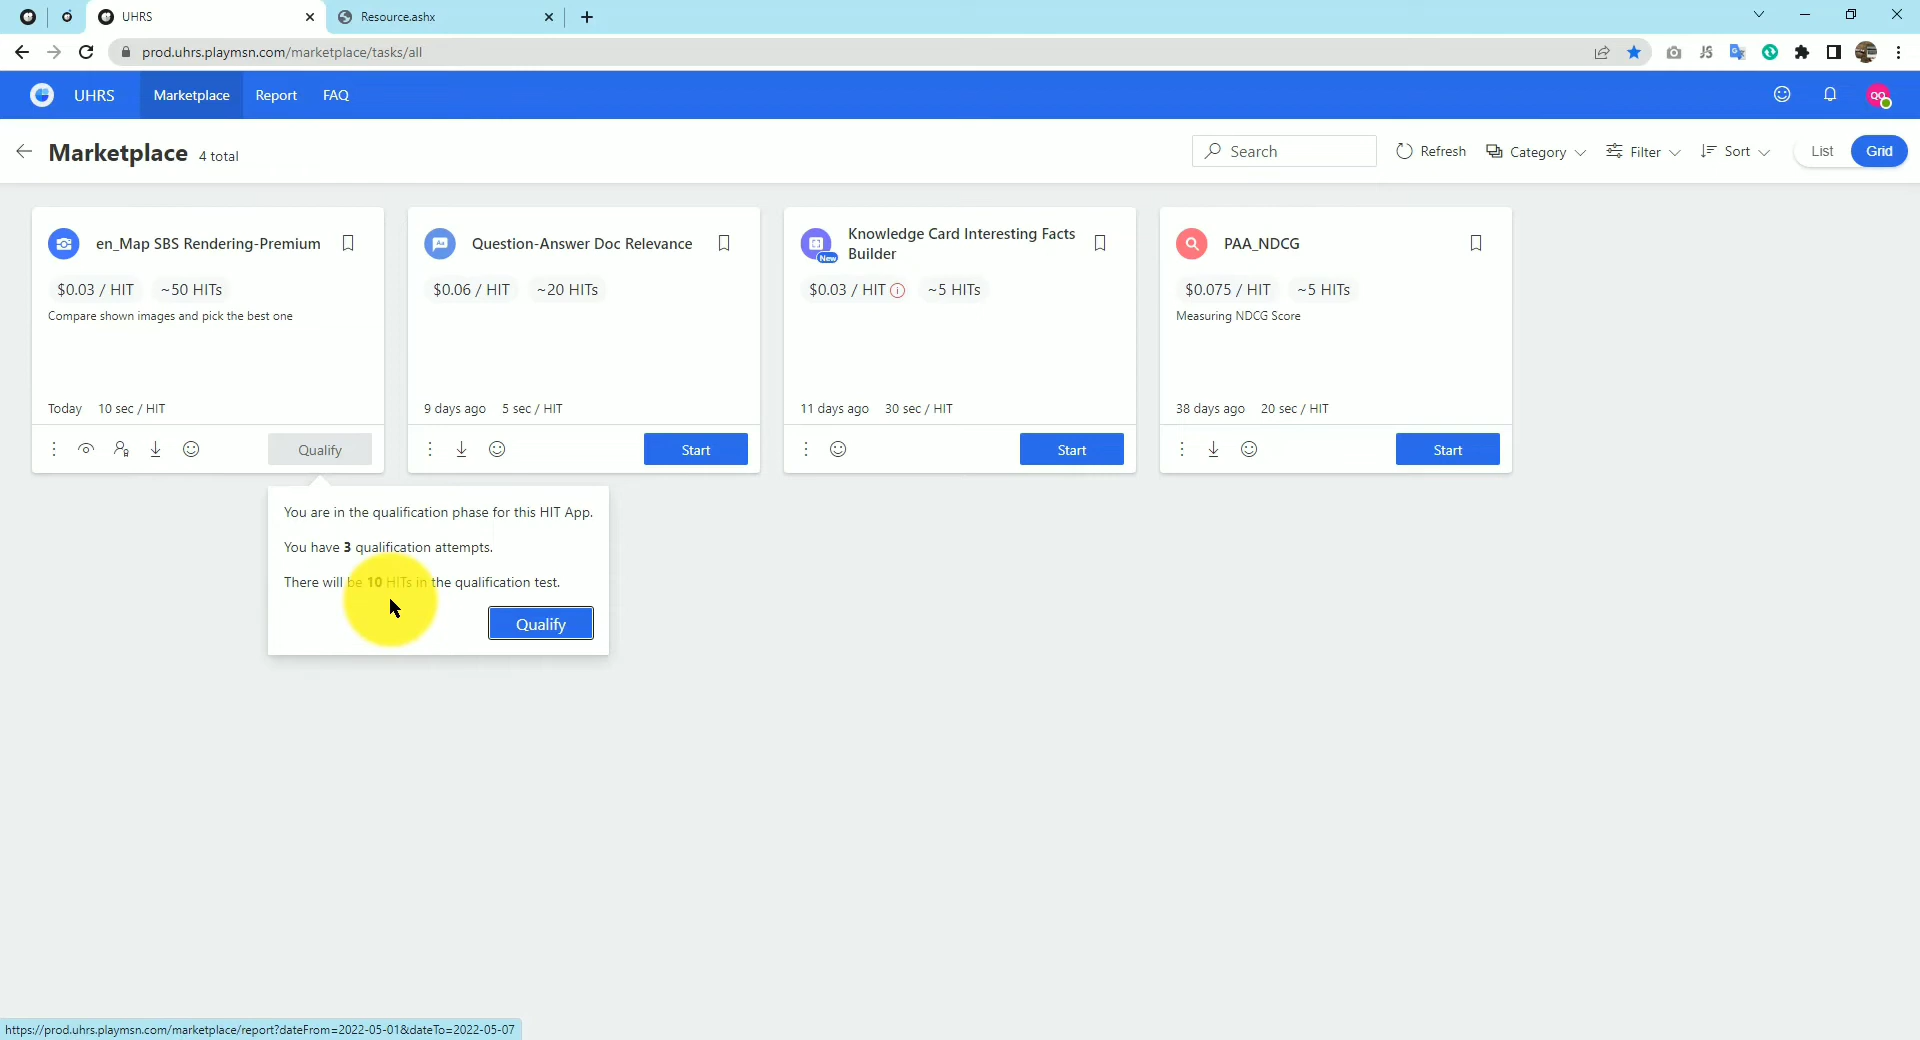 UHRS
Resource.ashx
prod.uhrs.playmsn.com/marketplace/tasks/all
UHRS
Marketplace
Report
FAQ
QO
Marketplace 4 total
Search
Refresh
Category
Filter
Sort
List
Grid
en_Map SBS Rendering-Premium
$0.03 / HIT ~50 HITs
Compare shown images and pick the best one
Today 10 sec / HIT
Qualify
Aa
Question-Answer Doc Relevance
$0.06 / HIT ~20 HITs
9 days ago 5 sec / HIT
Start
New
Knowledge Card Interesting Facts
Builder
$0.03 / HIT ~5 HITs
11 days ago 30 sec / HIT
Start
PAA_NDCG
$0.075 / HIT ~5 HITs
Measuring NDCG Score
38 days ago 20 sec / HIT
Start
You are in the qualification phase for this HIT App.
You have 3 qualification attempts.
There will be 10 HITs in the qualification test.
Qualify
https://prod.uhrs.playmsn.com/marketplace/report?dateFrom=2022-05-01&dateTo=2022-05-07